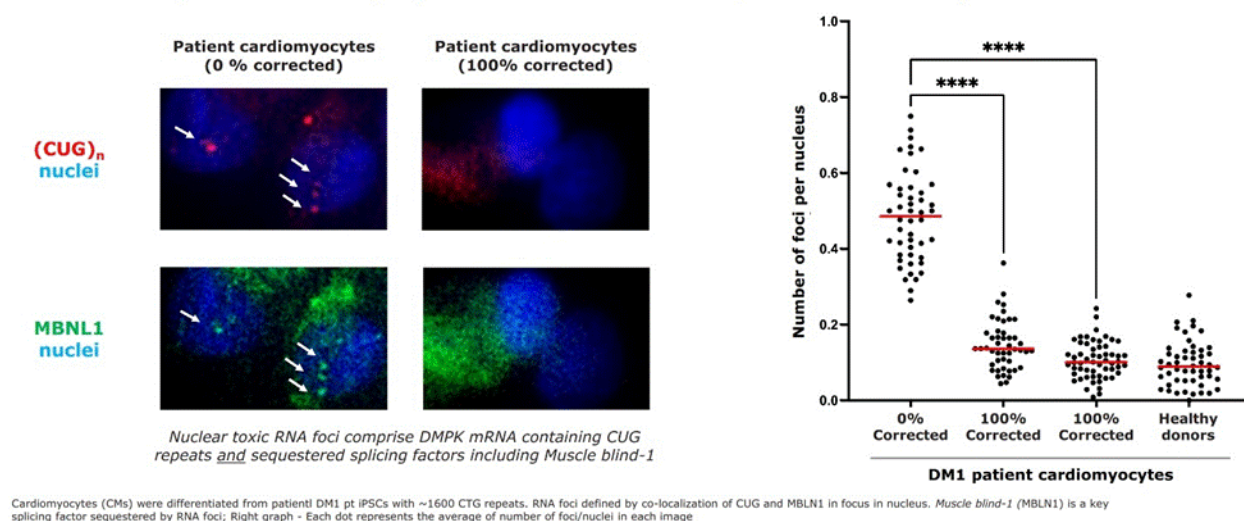 Patient cardiomyocytes
(0 % corrected)
Patient cardiomyocytes
(100% corrected)
(CUG)n
nuclei
MBNL1
nuclei
Nuclear toxic RNA foci comprise DMPK mRNA containing CUG
repeats and sequestered splicing factors including Muscle blind-1
Number of foci per nucleus
1.0
0.8
0.6
0.4
0.2
0.0
****
****
0%
Corrected
100%
Corrected
100%
Corrected
Healthy
donors
DM1 patient cardiomyocytes
Cardiomyocytes (CMs) were differentiated from patientl DM1 pt iPSCs with ~1600 CTG repeats. RNA foci defined by co-localization of CUG and MBLN1 in focus in nucleus. Muscle blind-1 (MBLN1) is a key
splicing factor sequestered by RNA foci; Right graph - Each dot represents the average of number of foci/nuclei in each image